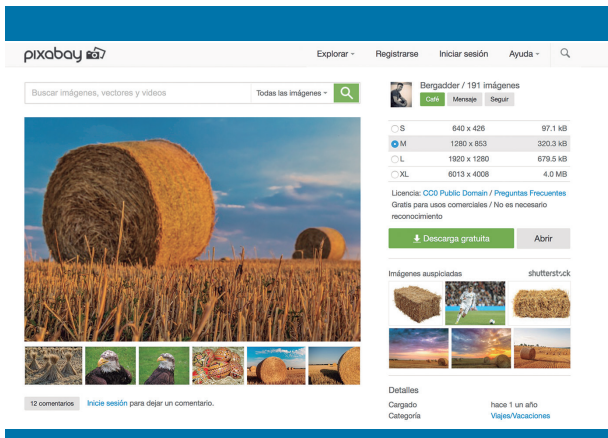 pixabay
Explorar Registrarse Iniciar sesión Ayuda
Buscar imágenes, vectores y videos Todas las imágenes
Bergadder / 191 imágenes
Café Mensaje Seguir
S 640 x 426 97.1 kB
M 1280 x 853 320.3 kB
L 1920 x 1280 679.5 kB
XL 6013 x 4008 4.0 MB
Licencia: CC0 Public Domain / Preguntas Frecuentes
Gratis para usos comerciales / No es necesario
reconocimiento
Descarga gratuita Abrir
Imágenes auspiciadas shutterstock
12 comentarios Inicie sesión para dejar un comentario.
Detalles
Cargado hace 1 un año
Categoría Viajes/Vacaciones